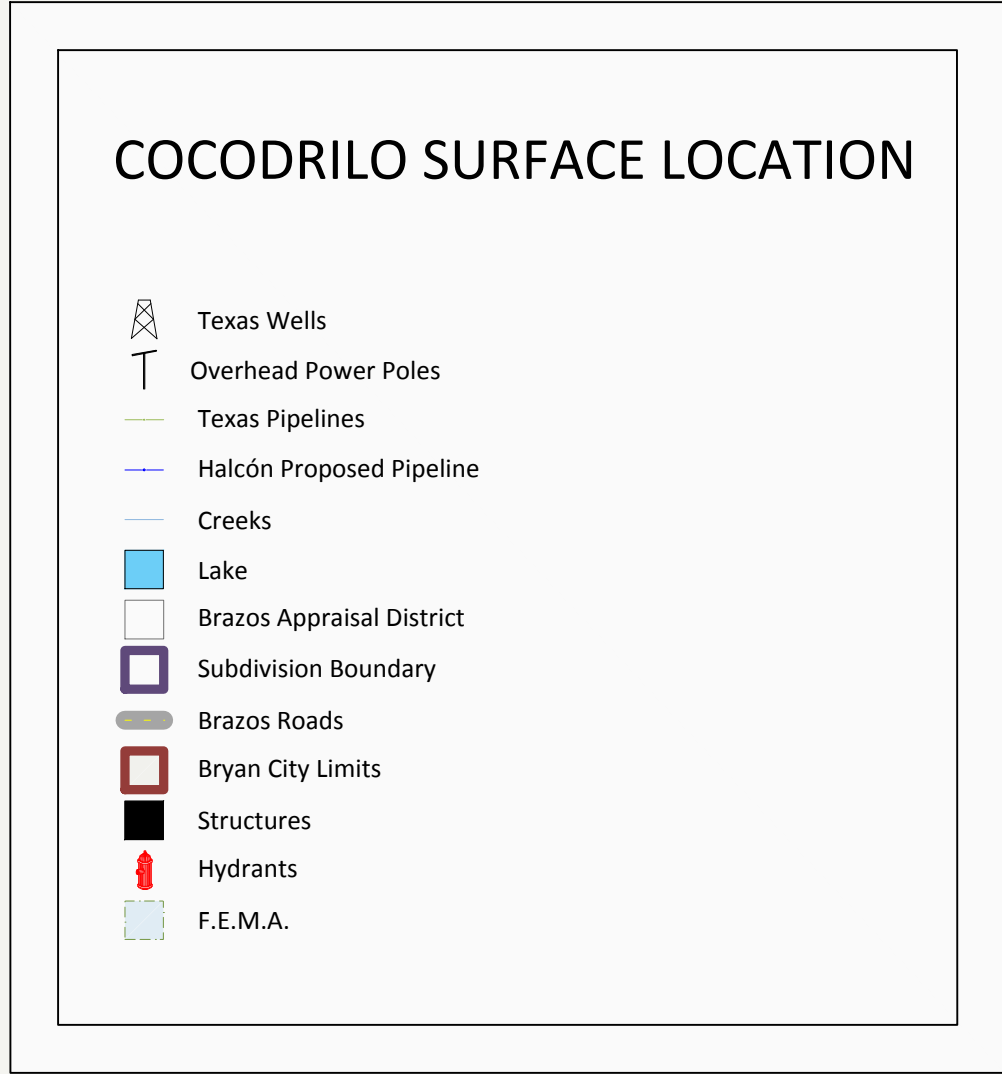 COCODRILO SURFACE LOCATION
Texas Wells
Overhead Power Poles
Texas Pipelines
Halcón Proposed Pipeline
Creeks
Lake
Brazos Appraisal District
Subdivision Boundary
Brazos Roads
Bryan City Limits
Structures
Hydrants
F.E.M.A.